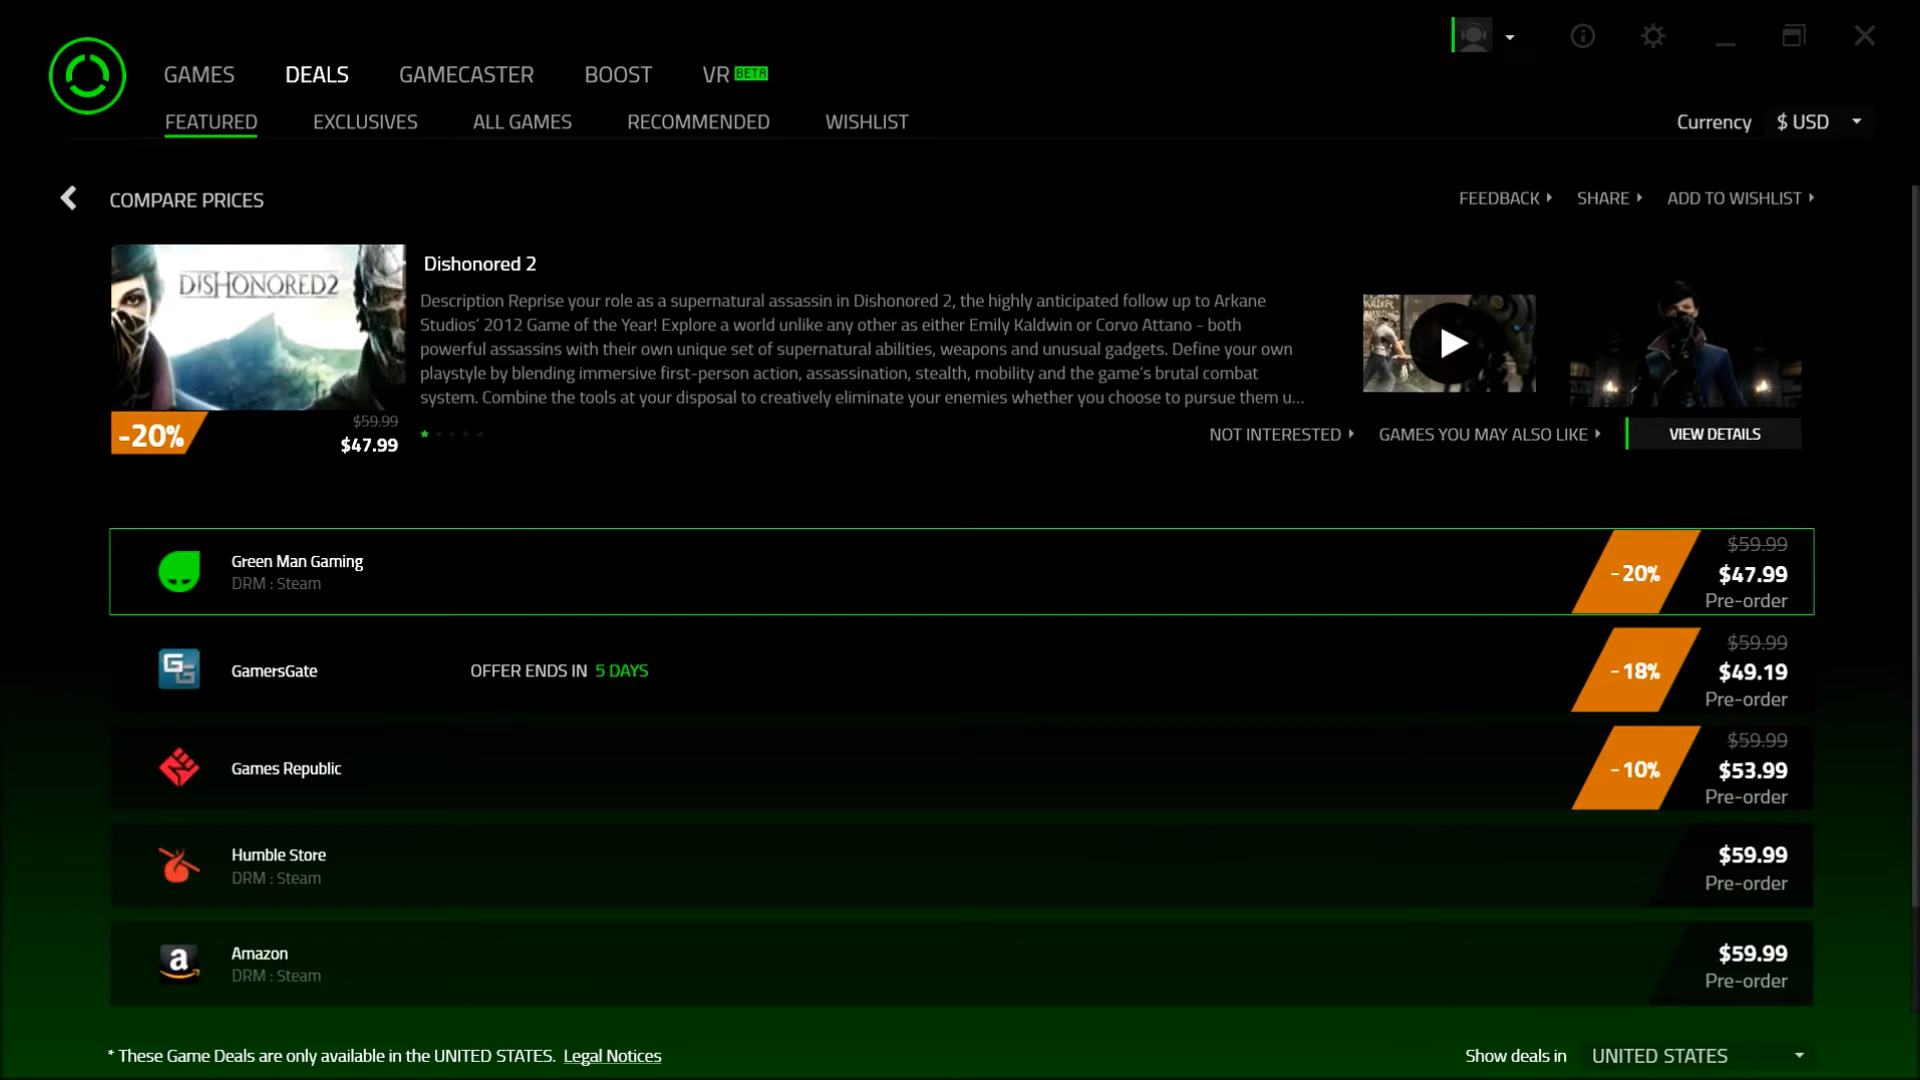 GAMES DEALS GAMECASTER BOOST VR BETA
FEATURED EXCLUSIVES ALL GAMES RECOMMENDED WISHLIST
Currency $ USD
COMPARE PRICES
FEEDBACK SHARE ADD TO WISHLIST
DISHONORED2
-20%
$59.99
$47.99
Dishonored 2
Description Reprise your role as a supernatural assassin in Dishonored 2, the highly anticipated follow up to Arkane
Studios' 2012 Game of the Year! Explore a world unlike any other as either Emily Kaldwin or Corvo Attano - both
powerful assassins with their own unique set of supernatural abilities, weapons and unusual gadgets. Define your own
playstyle by blending immersive first-person action, assassination, stealth, mobility and the game's brutal combat
system. Combine the tools at your disposal to creatively eliminate your enemies whether you choose to pursue them u...
NOT INTERESTED GAMES YOU MAY ALSO LIKE VIEW DETAILS
Green Man Gaming
DRM : Steam
-20%
$59.99
$47.99
Pre-order
GG
GamersGate
OFFER ENDS IN 5 DAYS
-18%
$59.99
$49.19
Pre-order
Games Republic
-10%
$59.99
$53.99
Pre-order
Humble Store
DRM : Steam
$59.99
Pre-order
a
Amazon
DRM : Steam
$59.99
Pre-order
* These Game Deals are only available in the UNITED STATES. Legal Notices
Show deals in UNITED STATES